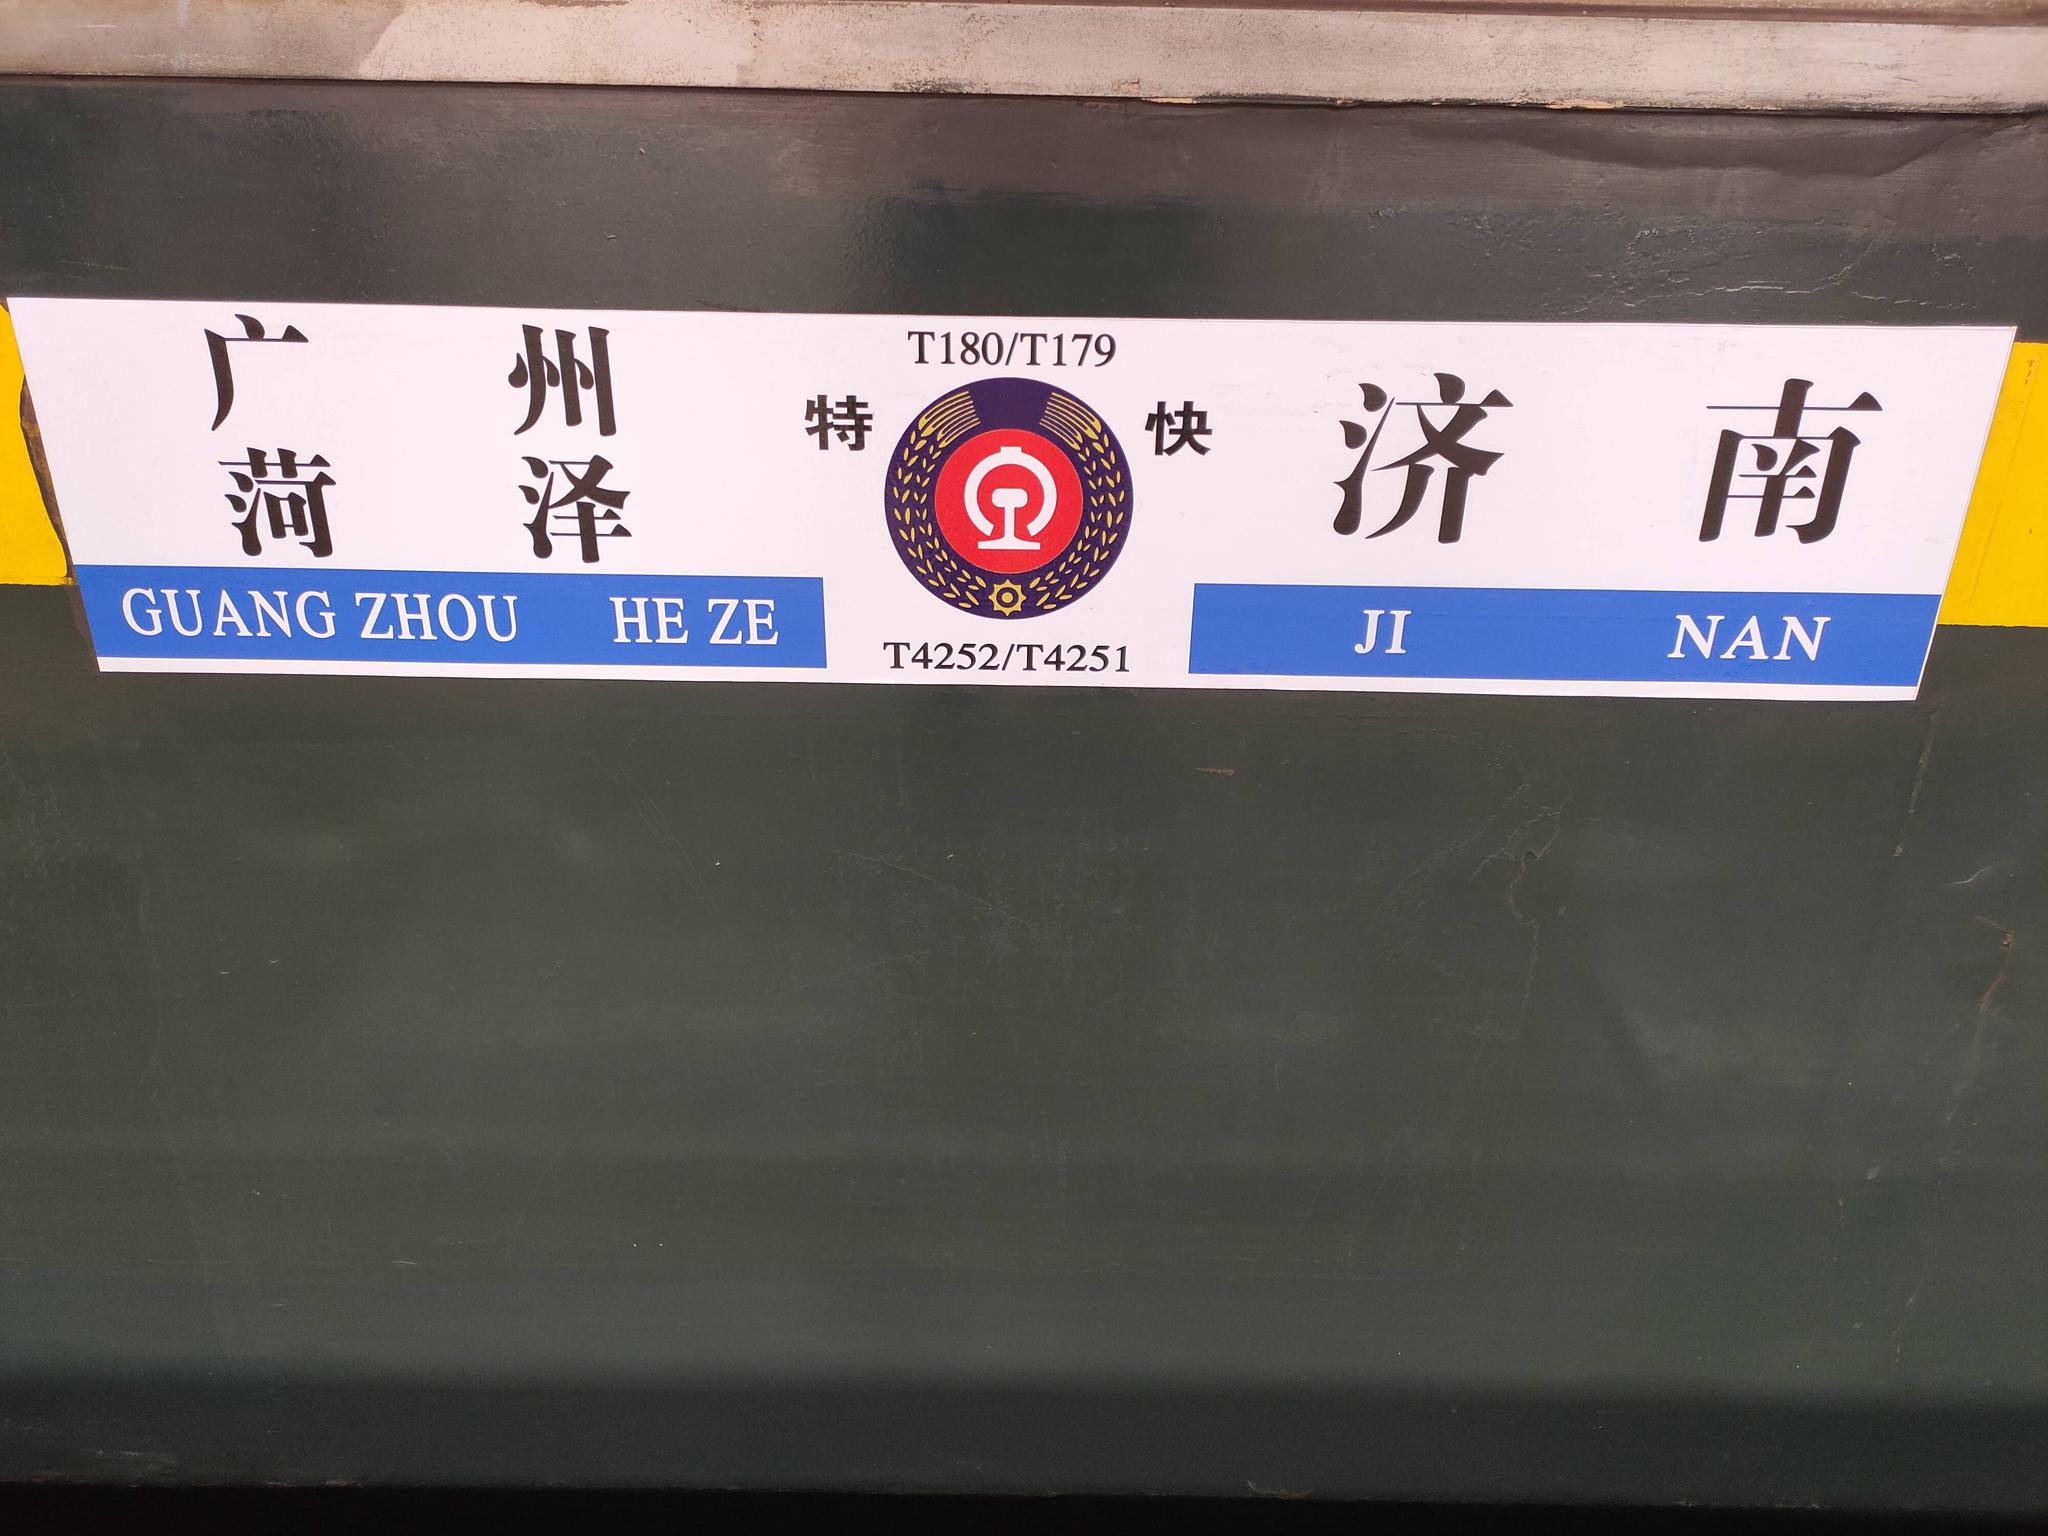 广州
菏泽
GUANG ZHOU HE ZE
T180/T179
特 快
T4252/T4251
济南
JI NAN